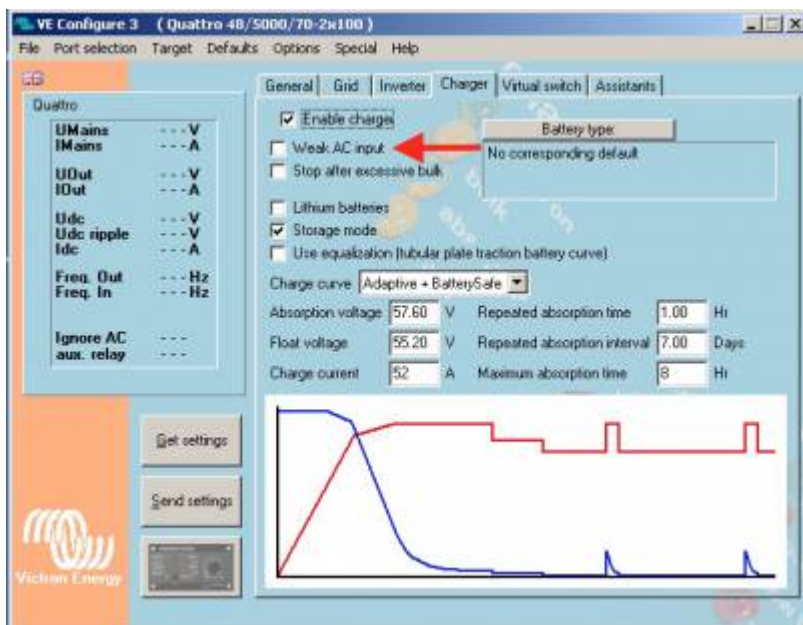 VE Configure 3 ( Quattro 48/5000/70-2x100 )
File Port selection Target Defaults Options Special Help
Quattro
UMains ---V
IMains ---A
UOut ---V
IOut ---A
Udc ---V
Udc ripple ---V
Idc ---A
Freq. Out ---Hz
Freq. In ---Hz
Ignore AC ---
aux. relay ---
Get settings
Send settings
Victron Energy
General Grid Inverter Charger Virtual switch Assistants
Enable charger
Weak AC input
Stop after excessive bulk
Battery type:
No corresponding default
Lithium batteries
Storage mode
Use equalization (tubular plate traction battery curve)
Charge curve Adaptive + BatterySafe
Absorption voltage 57.60 V Repeated absorption time 1.00 Hr
Float voltage 55.20 V Repeated absorption interval 7.00 Days
Charge current 52 A Maximum absorption time 8 Hr